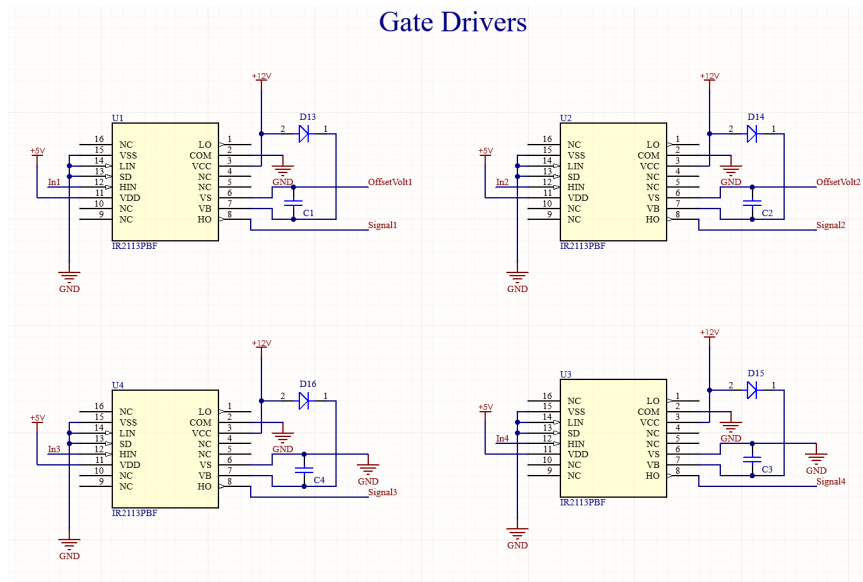 Gate Drivers
+12V
U1
D13
2 1
+5V
In1
16 NC LO 1
15 VSS COM 2
14 LIN VCC 3
13 SD NC 4
12 HIN NC 5
11 VDD VS 6
10 NC VB 7
9 NC HO 8
GND
OffsetVolt1
C1
Signal1
IR2113PBF
GND
+12V
U2
D14
2 1
+5V
In2
16 NC LO 1
15 VSS COM 2
14 LIN VCC 3
13 SD NC 4
12 HIN NC 5
11 VDD VS 6
10 NC VB 7
9 NC HO 8
GND
OffsetVolt2
C2
Signal2
IR2113PBF
GND
+12V
U4
D16
2 1
+5V
In3
16 NC LO 1
15 VSS COM 2
14 LIN VCC 3
13 SD NC 4
12 HIN NC 5
11 VDD VS 6
10 NC VB 7
9 NC HO 8
GND
GND
C4
Signal3
IR2113PBF
GND
+12V
U3
D15
2 1
+5V
In4
16 NC LO 1
15 VSS COM 2
14 LIN VCC 3
13 SD NC 4
12 HIN NC 5
11 VDD VS 6
10 NC VB 7
9 NC HO 8
GND
GND
C3
Signal4
IR2113PBF
GND